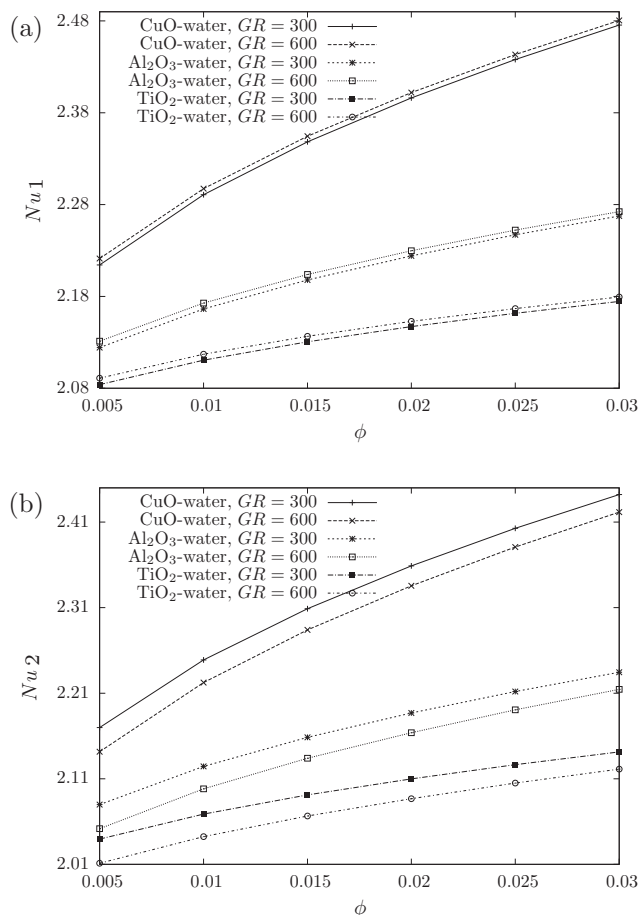 (a)
CuO-water, GR = 300
CuO-water, GR = 600
Al₂O₃-water, GR = 300
Al₂O₃-water, GR = 600
TiO₂-water, GR = 300
TiO₂-water, GR = 600
2.48
2.38
2.28
2.18
2.08
Nu1
0.005 0.01 0.015 0.02 0.025 0.03
ϕ
(b)
CuO-water, GR = 300
CuO-water, GR = 600
Al₂O₃-water, GR = 300
Al₂O₃-water, GR = 600
TiO₂-water, GR = 300
TiO₂-water, GR = 600
2.41
2.31
2.21
2.11
2.01
Nu2
0.005 0.01 0.015 0.02 0.025 0.03
ϕ